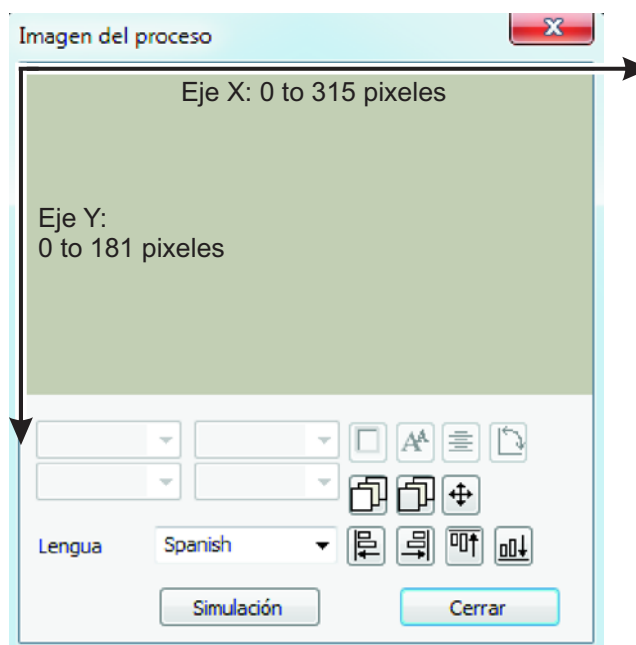 Imagen del proceso
Eje X: 0 to 315 pixeles
Eje Y:
0 to 181 pixeles
Lengua
Spanish
Simulación
Cerrar